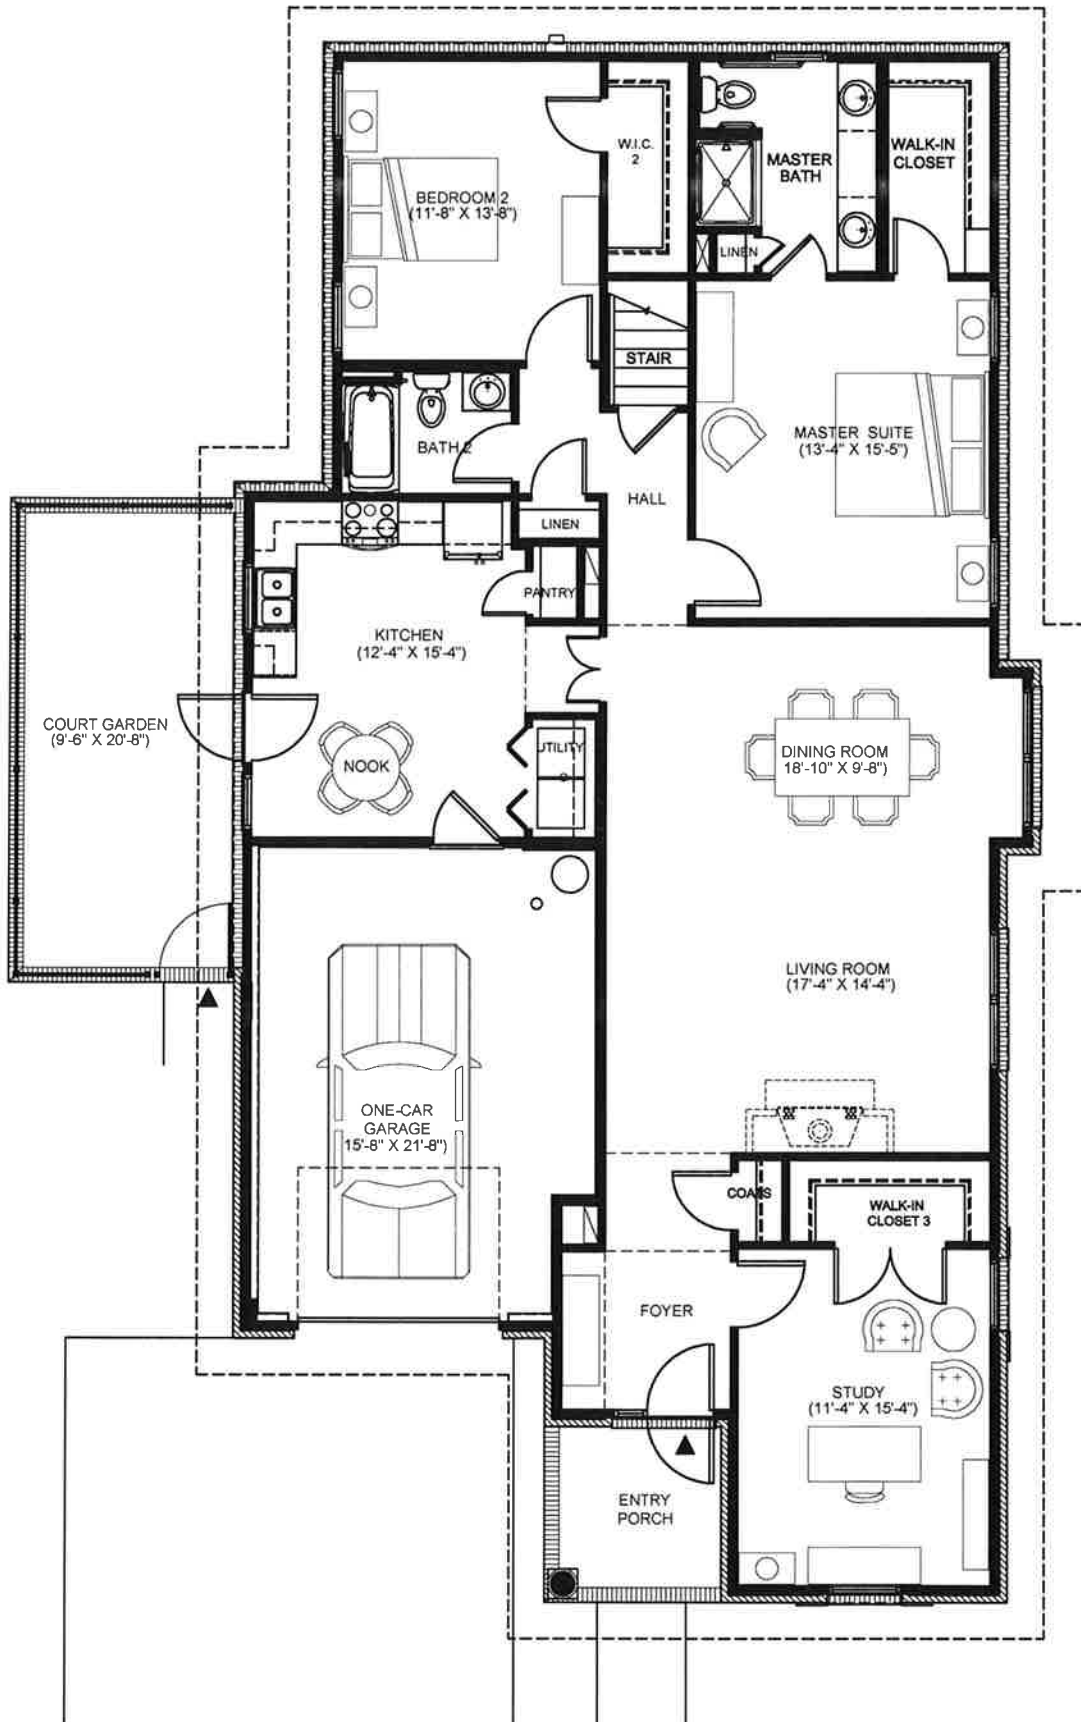 W.I.C.
2
MASTER
BATH
WALK-IN
CLOSET
BEDROOM 2
(11'-8" X 13'-8")
LINEN
STAIR
MASTER SUITE
(13'-4" X 15'-5")
BATH 2
HALL
LINEN
PANTRY
KITCHEN
(12'-4" X 15'-4")
COURT GARDEN
(9'-6" X 20'-8")
UTILITY
NOOK
DINING ROOM
18'-10" X 9'-8")
LIVING ROOM
(17'-4" X 14'-4")
ONE-CAR
GARAGE
15'-8" X 21'-8")
COATS
WALK-IN
CLOSET 3
FOYER
STUDY
(11'-4" X 15'-4")
ENTRY
PORCH